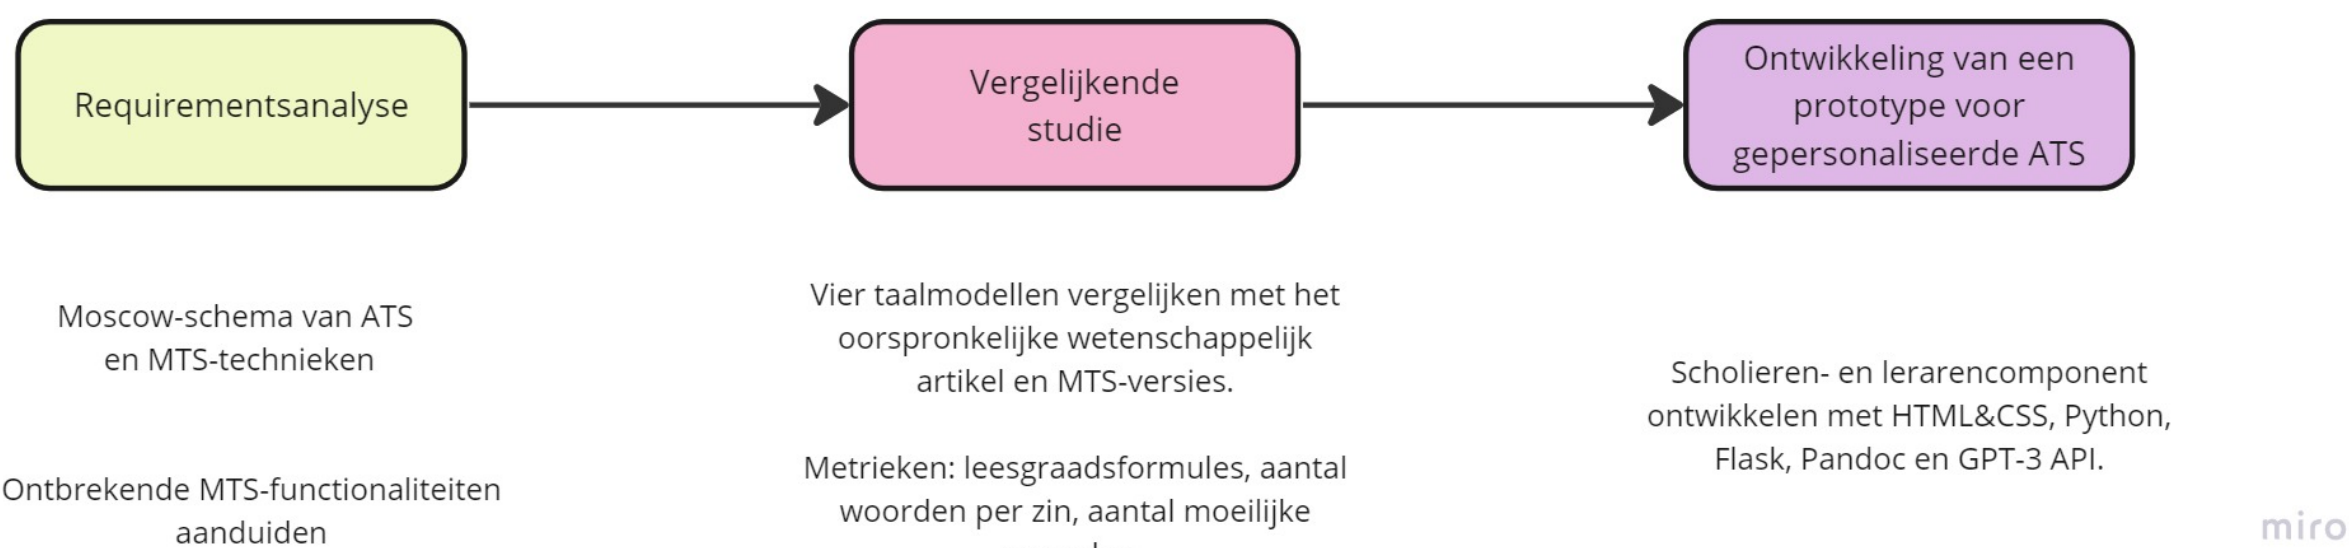 Requirementsanalyse
Vergelijkende
studie
Ontwikkeling van een
prototype voor
gepersonaliseerde ATS
Moscow-schema van ATS
en MTS-technieken
Ontbrekende MTS-functionaliteiten
aanduiden
Vier taalmodellen vergelijken met het
oorspronkelijke wetenschappelijk
artikel en MTS-versies.
Metrieken: leesgraadsformules, aantal
woorden per zin, aantal moeilijke
Scholieren- en lerarencomponent
ontwikkelen met HTML&CSS, Python,
Flask, Pandoc en GPT-3 API.
miro